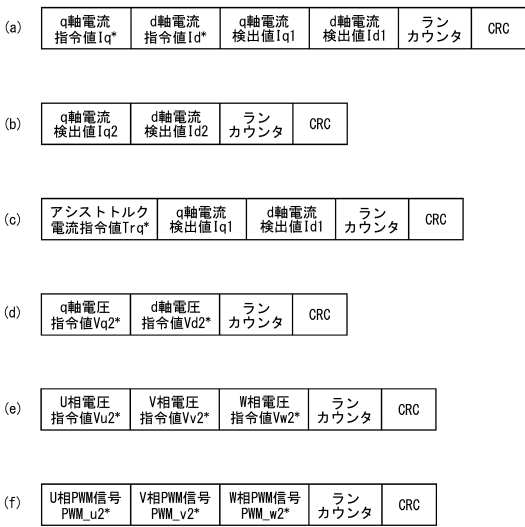 (a) q軸電流 指令値Iq* d軸電流 指令値Id* q軸電流 検出値Iq1 d軸電流 検出値Id1 ラン カウンタ CRC
(b) q軸電流 検出値Iq2 d軸電流 検出値Id2 ラン カウンタ CRC
(c) アシストトルク 電流指令値Trq* q軸電流 検出値Iq1 d軸電流 検出値Id1 ラン カウンタ CRC
(d) q軸電圧 指令値Vq2* d軸電圧 指令値Vd2* ラン カウンタ CRC
(e) U相電圧 指令値Vu2* V相電圧 指令値Vv2* W相電圧 指令値Vw2* ラン カウンタ CRC
(f) U相PWM信号 PWM_u2* V相PWM信号 PWM_v2* W相PWM信号 PWM_w2* ラン カウンタ CRC